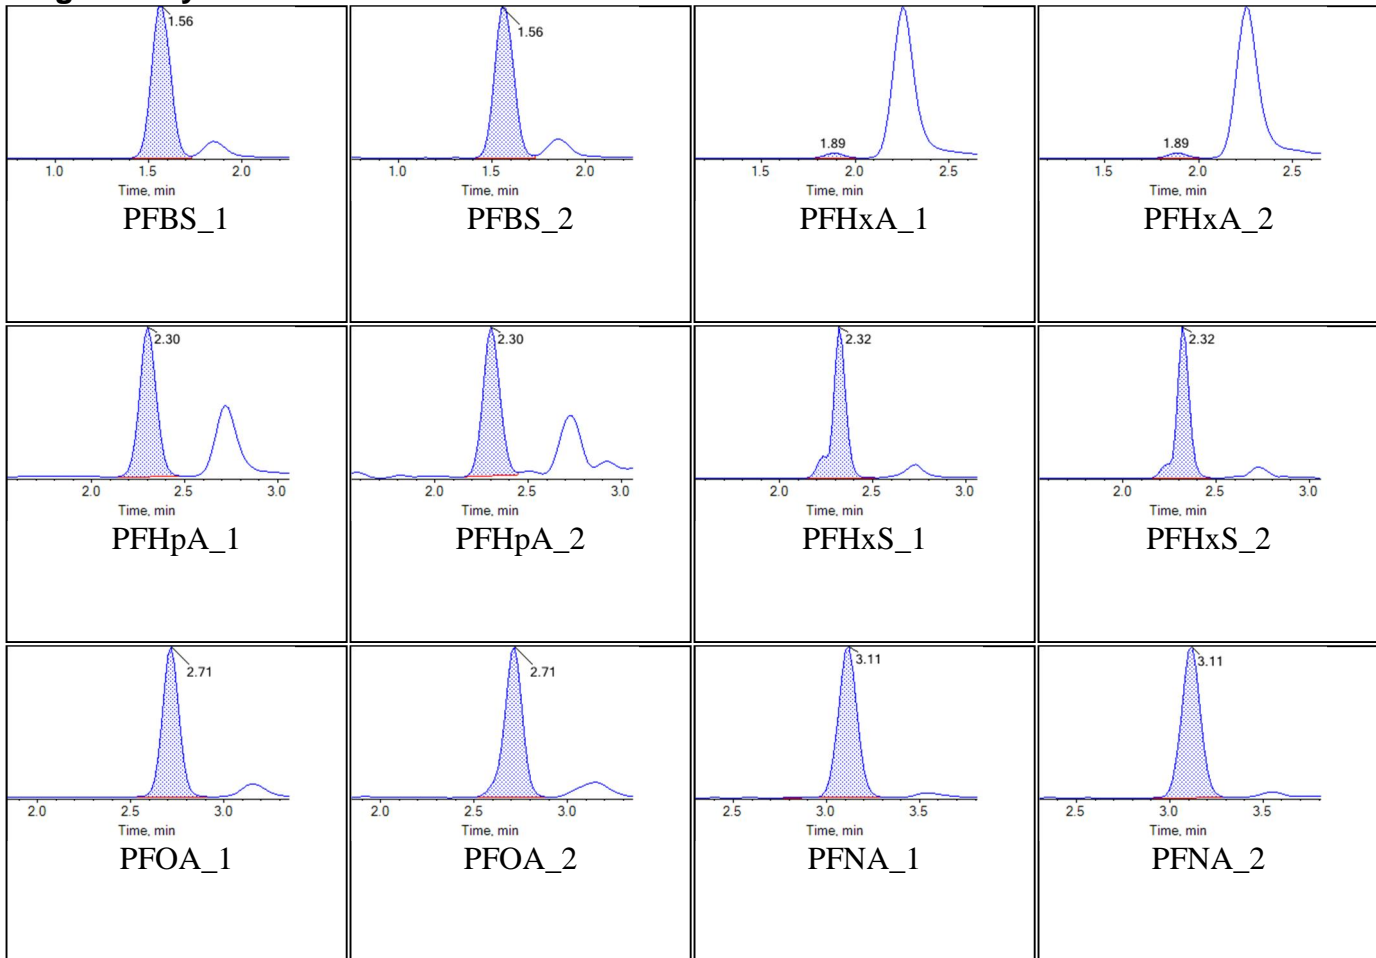 1.56 1.56
1.89 1.89
1.0 1.5 2.0 1.0 1.5 2.0 1.5 2.0 2.5 1.5 2.0 2.5
Time, min Time, min Time, min Time, min
PFBS_1 PFBS_2 PFHxA_1 PFHxA_2
2.30 2.30 2.32 2.32
2.0 2.5 3.0 2.0 2.5 3.0 2.0 2.5 3.0 2.0 2.5 3.0
Time, min Time, min Time, min Time, min
PFHpA_1 PFHpA_2 PFHxS_1 PFHxS_2
2.71 2.71 3.11 3.11
2.0 3.0 2.0 3.0 2.5 3.0 3.5 2.5 3.0 3.5
Time, min Time, min Time, min Time, min
PFOA_1 PFOA_2 PFNA_1 PFNA_2